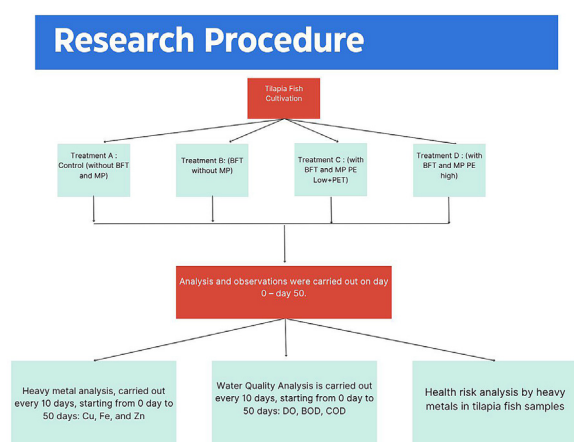 Research Procedure
Tilapia Fish
Cultivation
Treatment A :
Control (without BFT
and MP)
Treatment B: (BFT
without MP)
Treatment C : (with
BFT and MP PE
Low+PET)
Treatment D : (with
BFT and MP PE
high)
Analysis and observations were carried out on day
0 – day 50.
Heavy metal analysis, carried out
every 10 days, starting from 0 day to
50 days: Cu, Fe, and Zn
Water Quality Analysis is carried out
every 10 days, starting from 0 day to
50 days: DO, BOD, COD
Health risk analysis by heavy
metals in tilapia fish samples